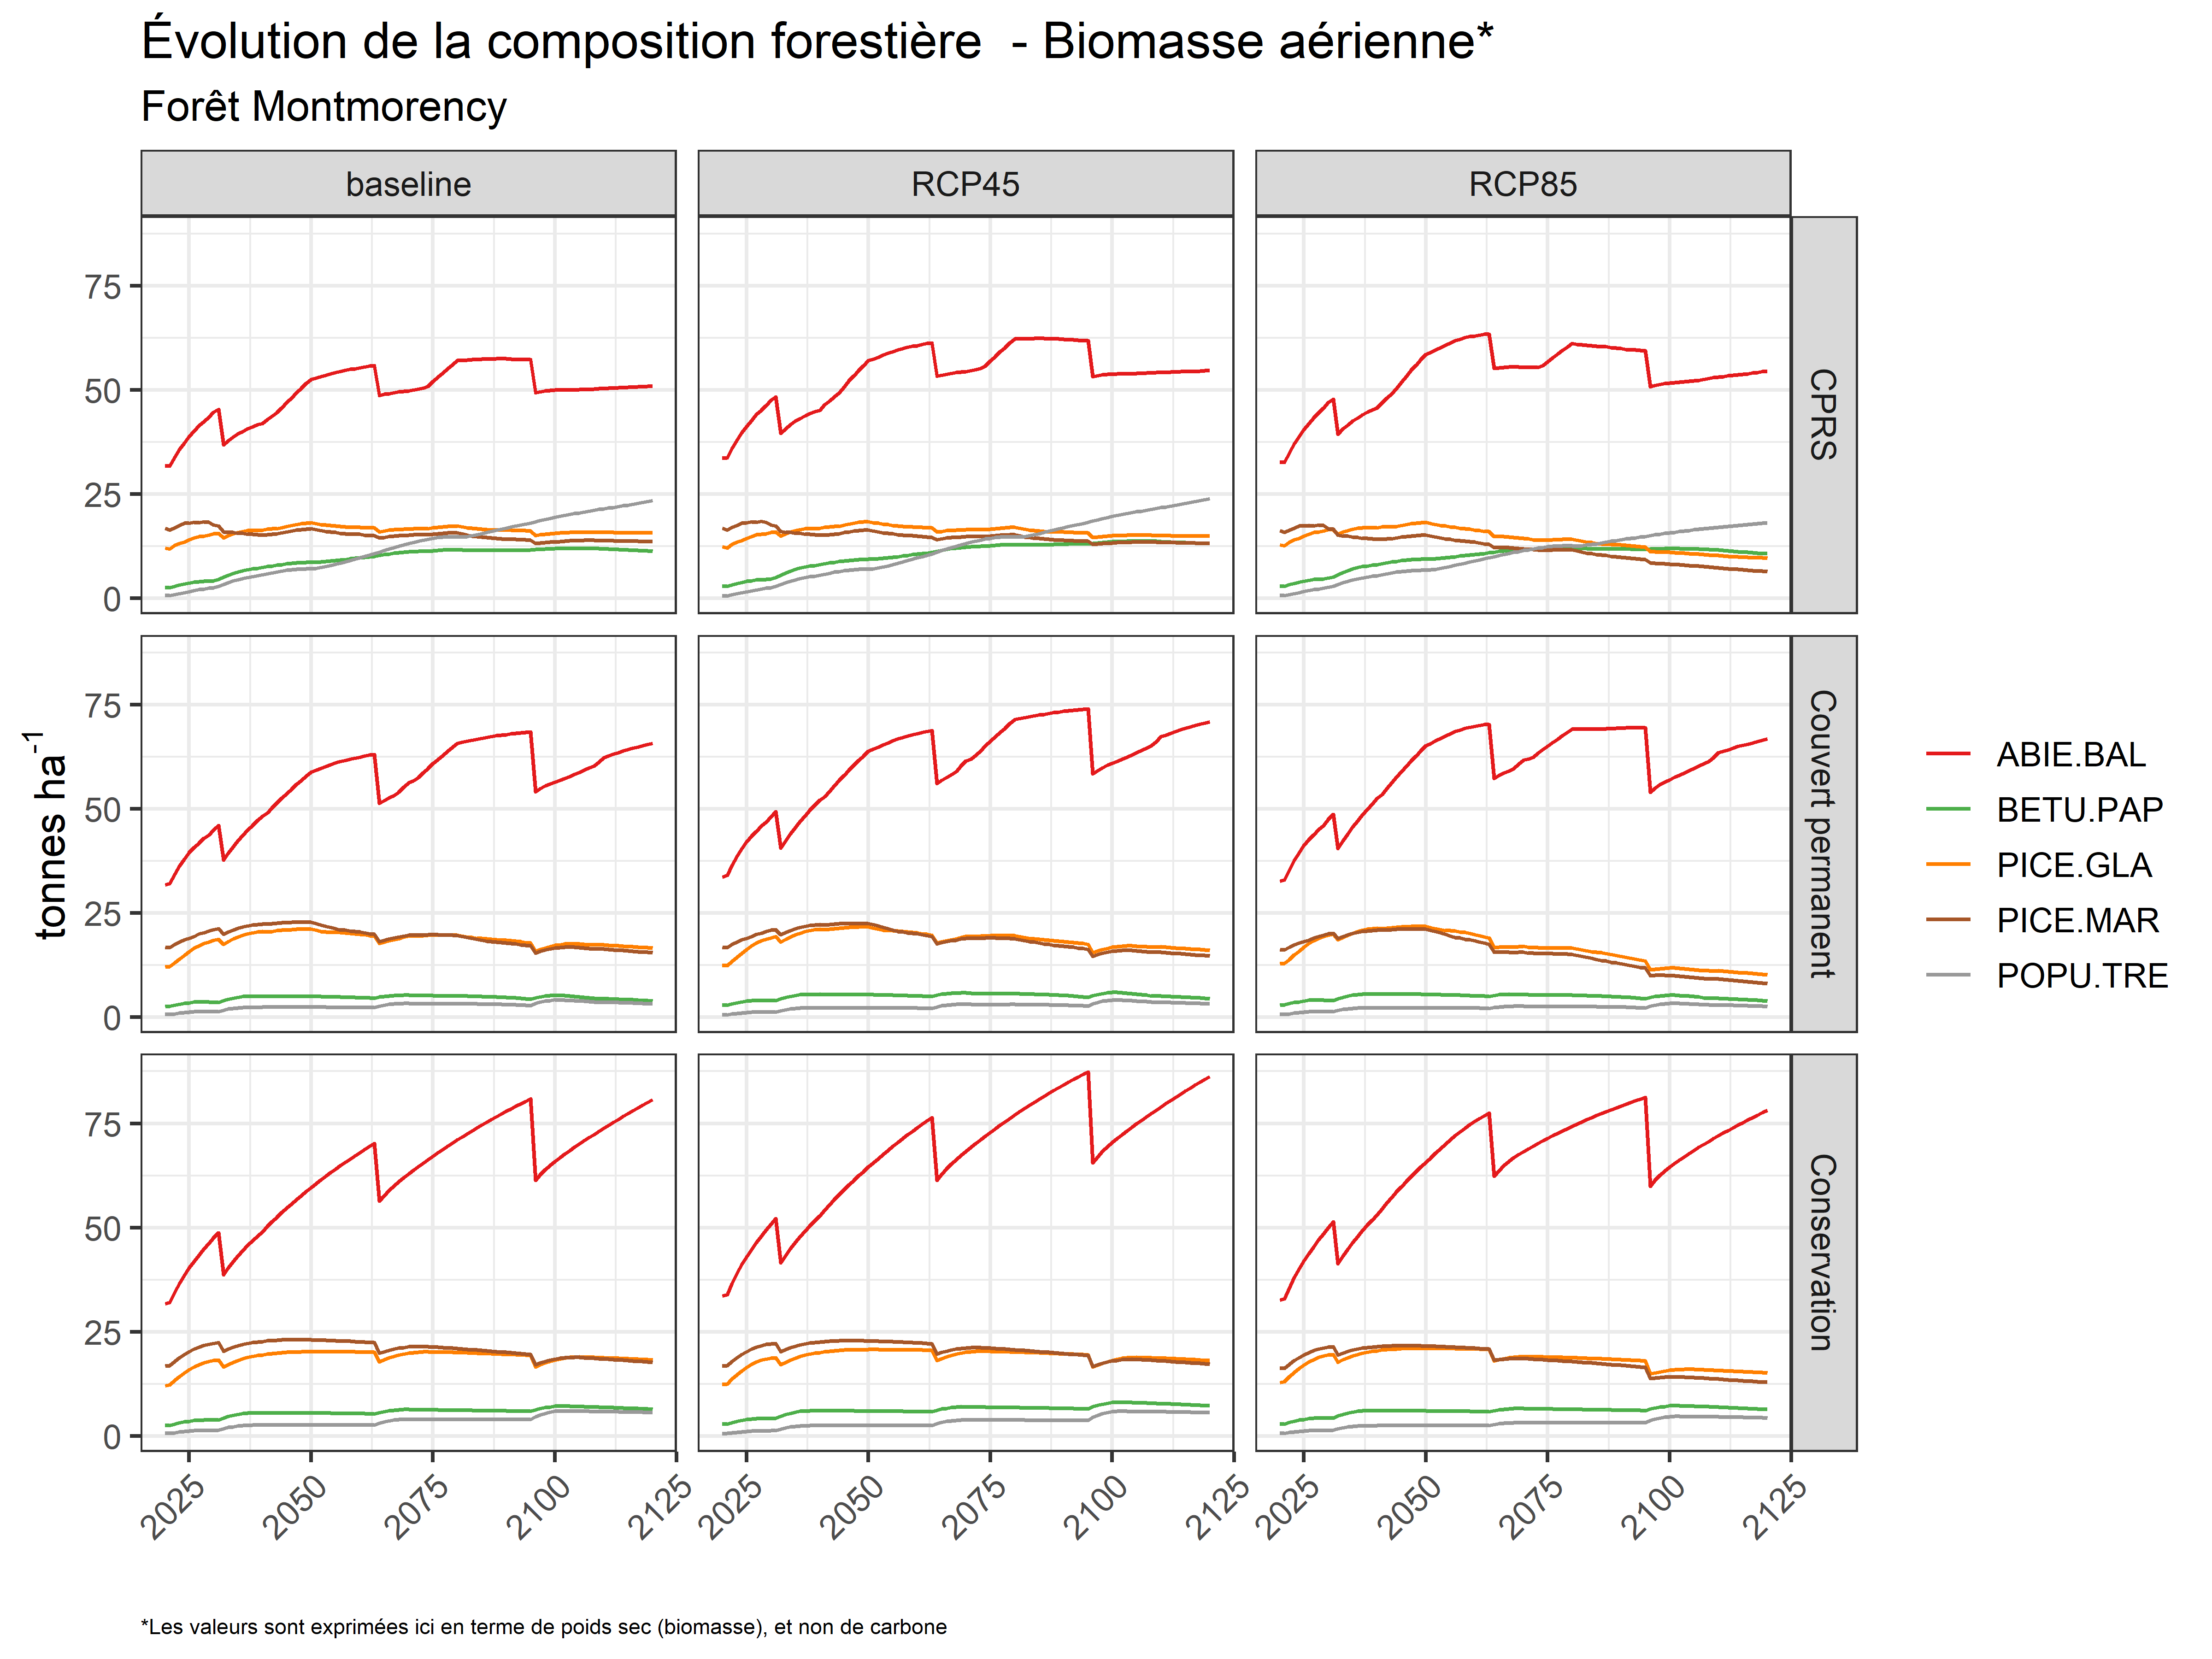 Évolution de la composition forestière  - Biomasse aérienne*
Forêt Montmorency
baseline
RCP45
RCP85
75
50
25
0
CPRS
75
50
25
0
Couvert permanent
75
50
25
0
Conservation
tonnes ha-1
2025
2050
2075
2100
2125
2025
2050
2075
2100
2125
2025
2050
2075
2100
2125
ABIE.BAL
BETU.PAP
PICE.GLA
PICE.MAR
POPU.TRE
*Les valeurs sont exprimées ici en terme de poids sec (biomasse), et non de carbone